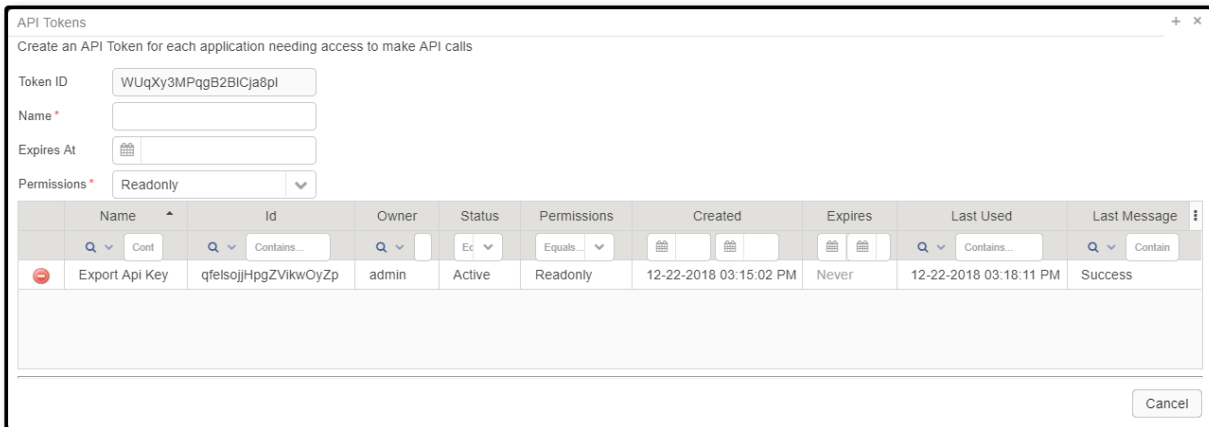 API Tokens
Create an API Token for each application needing access to make API calls
Token ID WUqXy3MPqgB2BICja8pI
Name *
Expires At
Permissions * Readonly
Name Id Owner Status Permissions Created Expires Last Used Last Message
Cont Contains... Ec Equals... Contains... Contain
Export Api Key qfelsojjHpgZVikwOyZp admin Active Readonly 12-22-2018 03:15:02 PM Never 12-22-2018 03:18:11 PM Success
Cancel